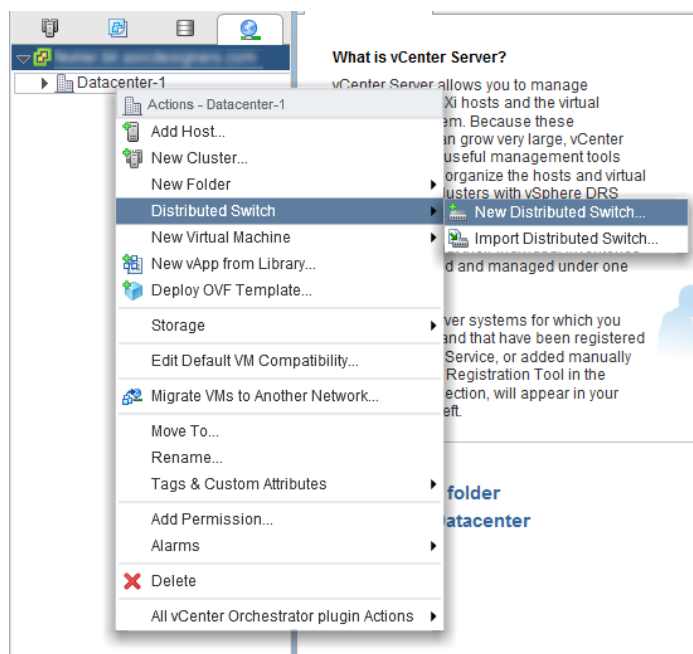 Datacenter-1
Actions - Datacenter-1
Add Host...
New Cluster...
New Folder
Distributed Switch
New Virtual Machine
New vApp from Library...
Deploy OVF Template...
Storage
Edit Default VM Compatibility...
Migrate VMs to Another Network...
Move To...
Rename...
Tags & Custom Attributes
Add Permission...
Alarms
Delete
All vCenter Orchestrator plugin Actions
New Distributed Switch...
Import Distributed Switch...
What is vCenter Server?
vCenter Server allows you to manage
Xi hosts and the virtual
em. Because these
an grow very large, vCenter
useful management tools
organize the hosts and virtual
lusters with vSphere DRS
d and managed under one
ver systems for which you
and that have been registered
Service, or added manually
Registration Tool in the
ection, will appear in your
eft.
folder
Datacenter